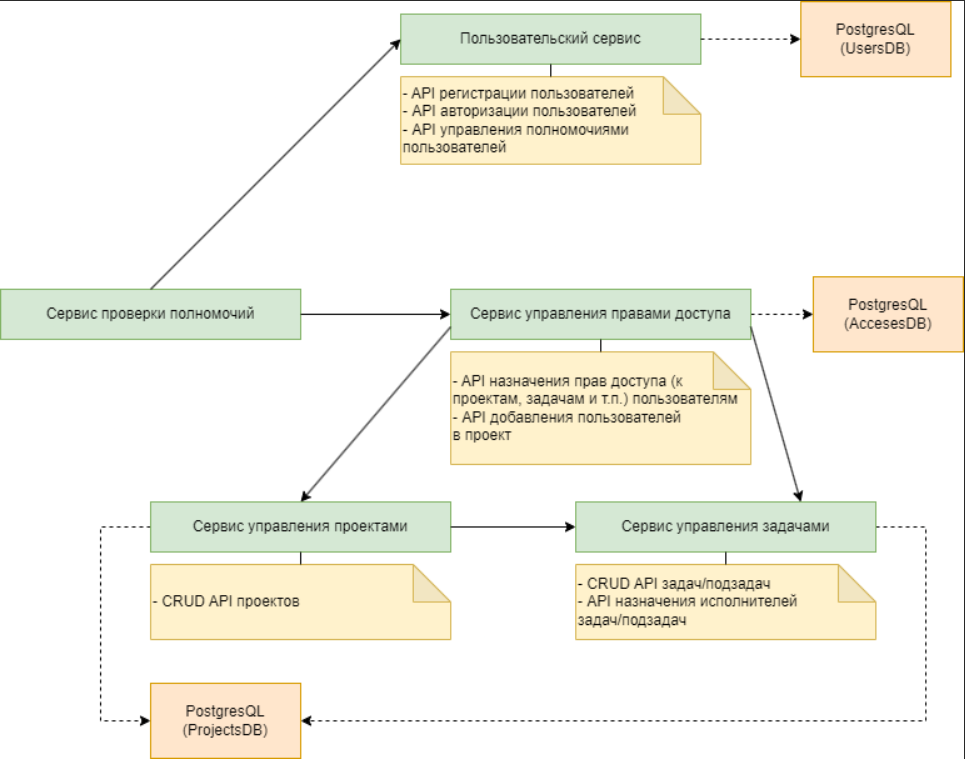 Пользовательский сервис
PostgresQL
(UsersDB)
- API регистрации пользователей
- API авторизации пользователей
- API управления полномочиями
пользователей
Сервис проверки полномочий
Сервис управления правами доступа
PostgresQL
(AccesesDB)
- API назначения прав доступа (к
проектам, задачам и т.п.) пользователям
- API добавления пользователей
в проект
Сервис управления проектами
Сервис управления задачами
- CRUD API проектов
- CRUD API задач/подзадач
- API назначения исполнителей
задач/подзадач
PostgresQL
(ProjectsDB)